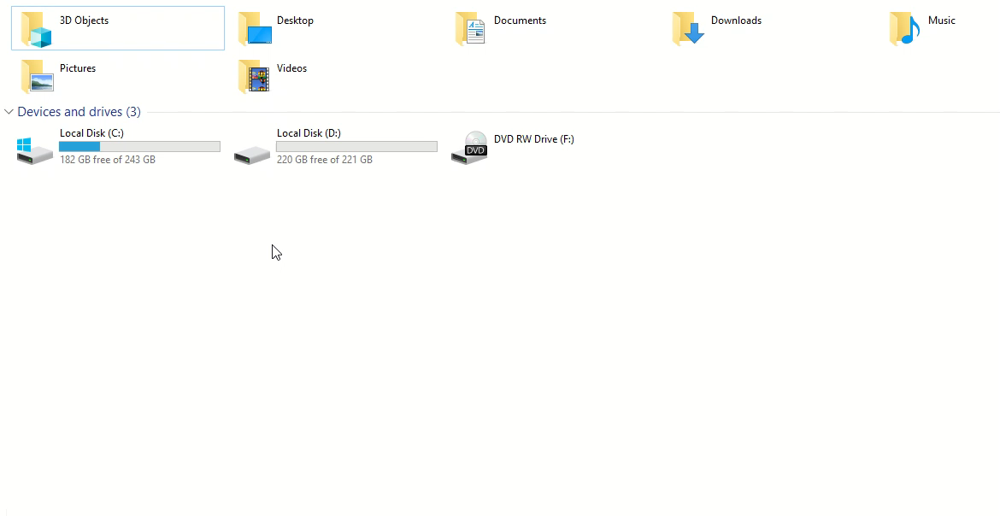 3D Objects
Desktop
Documents
Downloads
Music
Pictures
Videos
Devices and drives (3)
Local Disk (C:)
182 GB free of 243 GB
Local Disk (D:)
220 GB free of 221 GB
DVD
DVD RW Drive (F:)